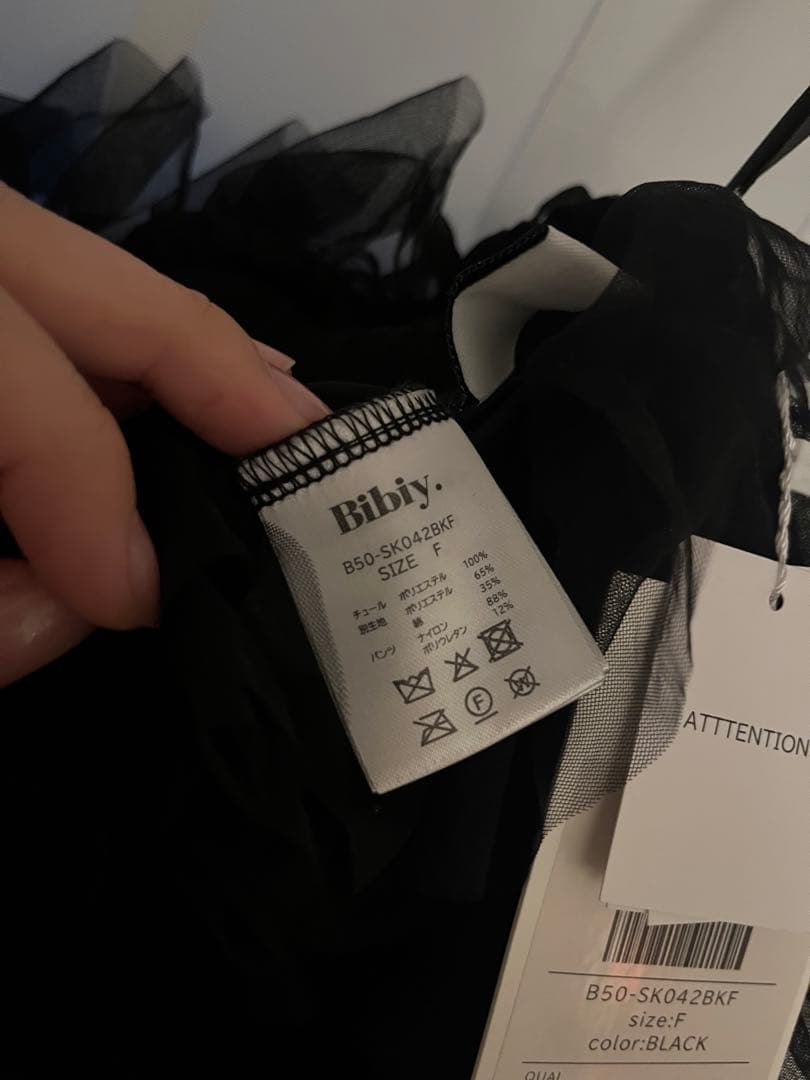 Bibiy.
B50-SK042BKF
SIZE F
チュール ポリエステル 100%
別生地 ポリエステル 65%
綿 35%
パンツ ナイロン 88%
ポリウレタン 12%
F
W
ATTTENTION
B50-SK042BKF
size:F
color:BLACK
QUAL